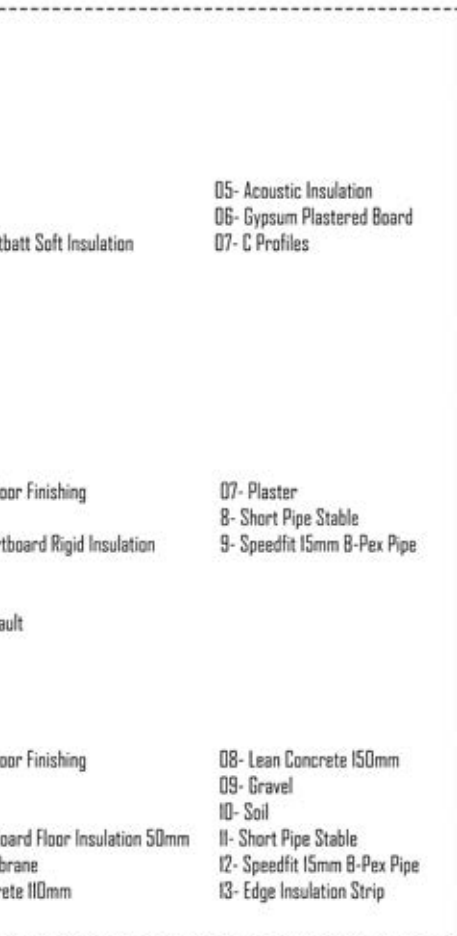 05- Acoustic Insulation
06- Gypsum Plastered Board
tbatt Soft Insulation 07- C Profiles
oor Finishing 07- Plaster
8- Short Pipe Stable
tboard Rigid Insulation 9- Speedfit 15mm B-Pex Pipe
ault
oor Finishing 08- Lean Concrete 150mm
09- Gravel
10- Soil
oard Floor Insulation 50mm 11- Short Pipe Stable
brane 12- Speedfit 15mm B-Pex Pipe
rete 110mm 13- Edge Insulation Strip